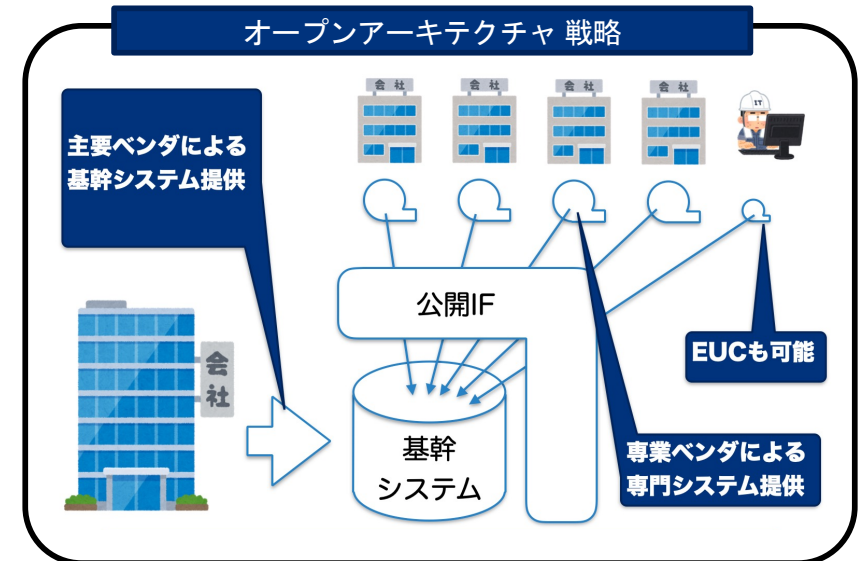 オープンアーキテクチャ 戦略
会社
会社
会社
会社
IT
主要ベンダによる
基幹システム提供
公開IF
会
社
EUCも可能
基幹
システム
専業ベンダによる
専門システム提供